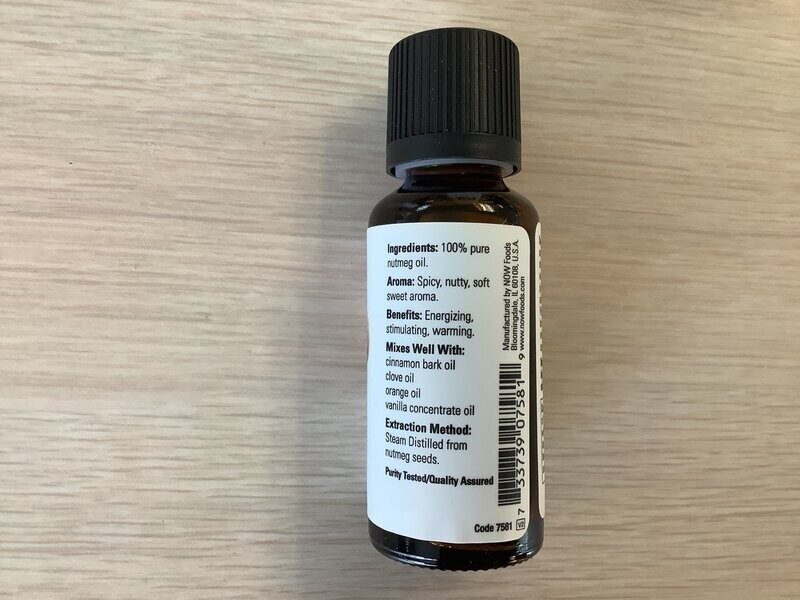 Ingredients: 100% pure
nutmeg oil.
Aroma: Spicy, nutty, soft
sweet aroma.
Benefits: Energizing,
stimulating, warming.
Mixes Well With:
cinnamon bark oil
clove oil
orange oil
vanilla concentrate oil
Extraction Method:
Steam Distilled from
nutmeg seeds.
Purity Tested/Quality Assured
Code 7581 V0
Manufactured by NOW Foods
Bloomingdale, IL 60108, U.S.A.
www.nowfoods.com
7 33739 07581 9